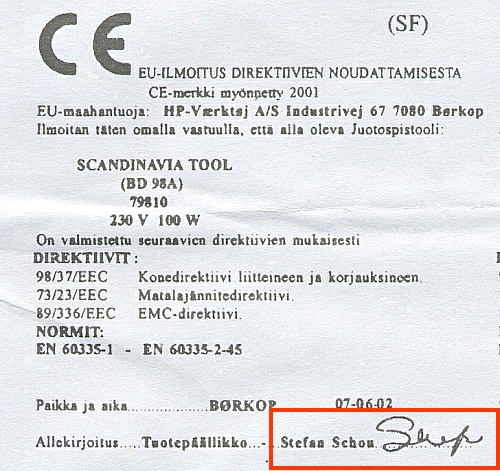 CE
(SF)
EU-ILMOITUS DIREKTIIVIEN NOUDATTAMISESTA
CE-merkki myönnetty 2001
EU-maahantuoja: HP-Værktøj A/S Industrivej 67 7080 Børkop
Ilmoitan täten omalla vastuulla, että alla oleva Juotospistooli:
SCANDINAVIA TOOL
(BD 98A)
79810
230 V 100 W
On valmistettu seuraavien direktiivien mukaisesti
DIREKTIIVIT:
98/37/EEC Konedirektiivi liitteineen ja korjauksinoen.
73/23/EEC Matalajännitedirektiivi.
89/336/EEC EMC-direktiivi.
NORMIT:
EN 60335-1 - EN 60335-2-45
Paikka ja aika..............BØRKOP 07-06-02
Allekirjoitus...Tuotepäällikko..-..Stefan Schou